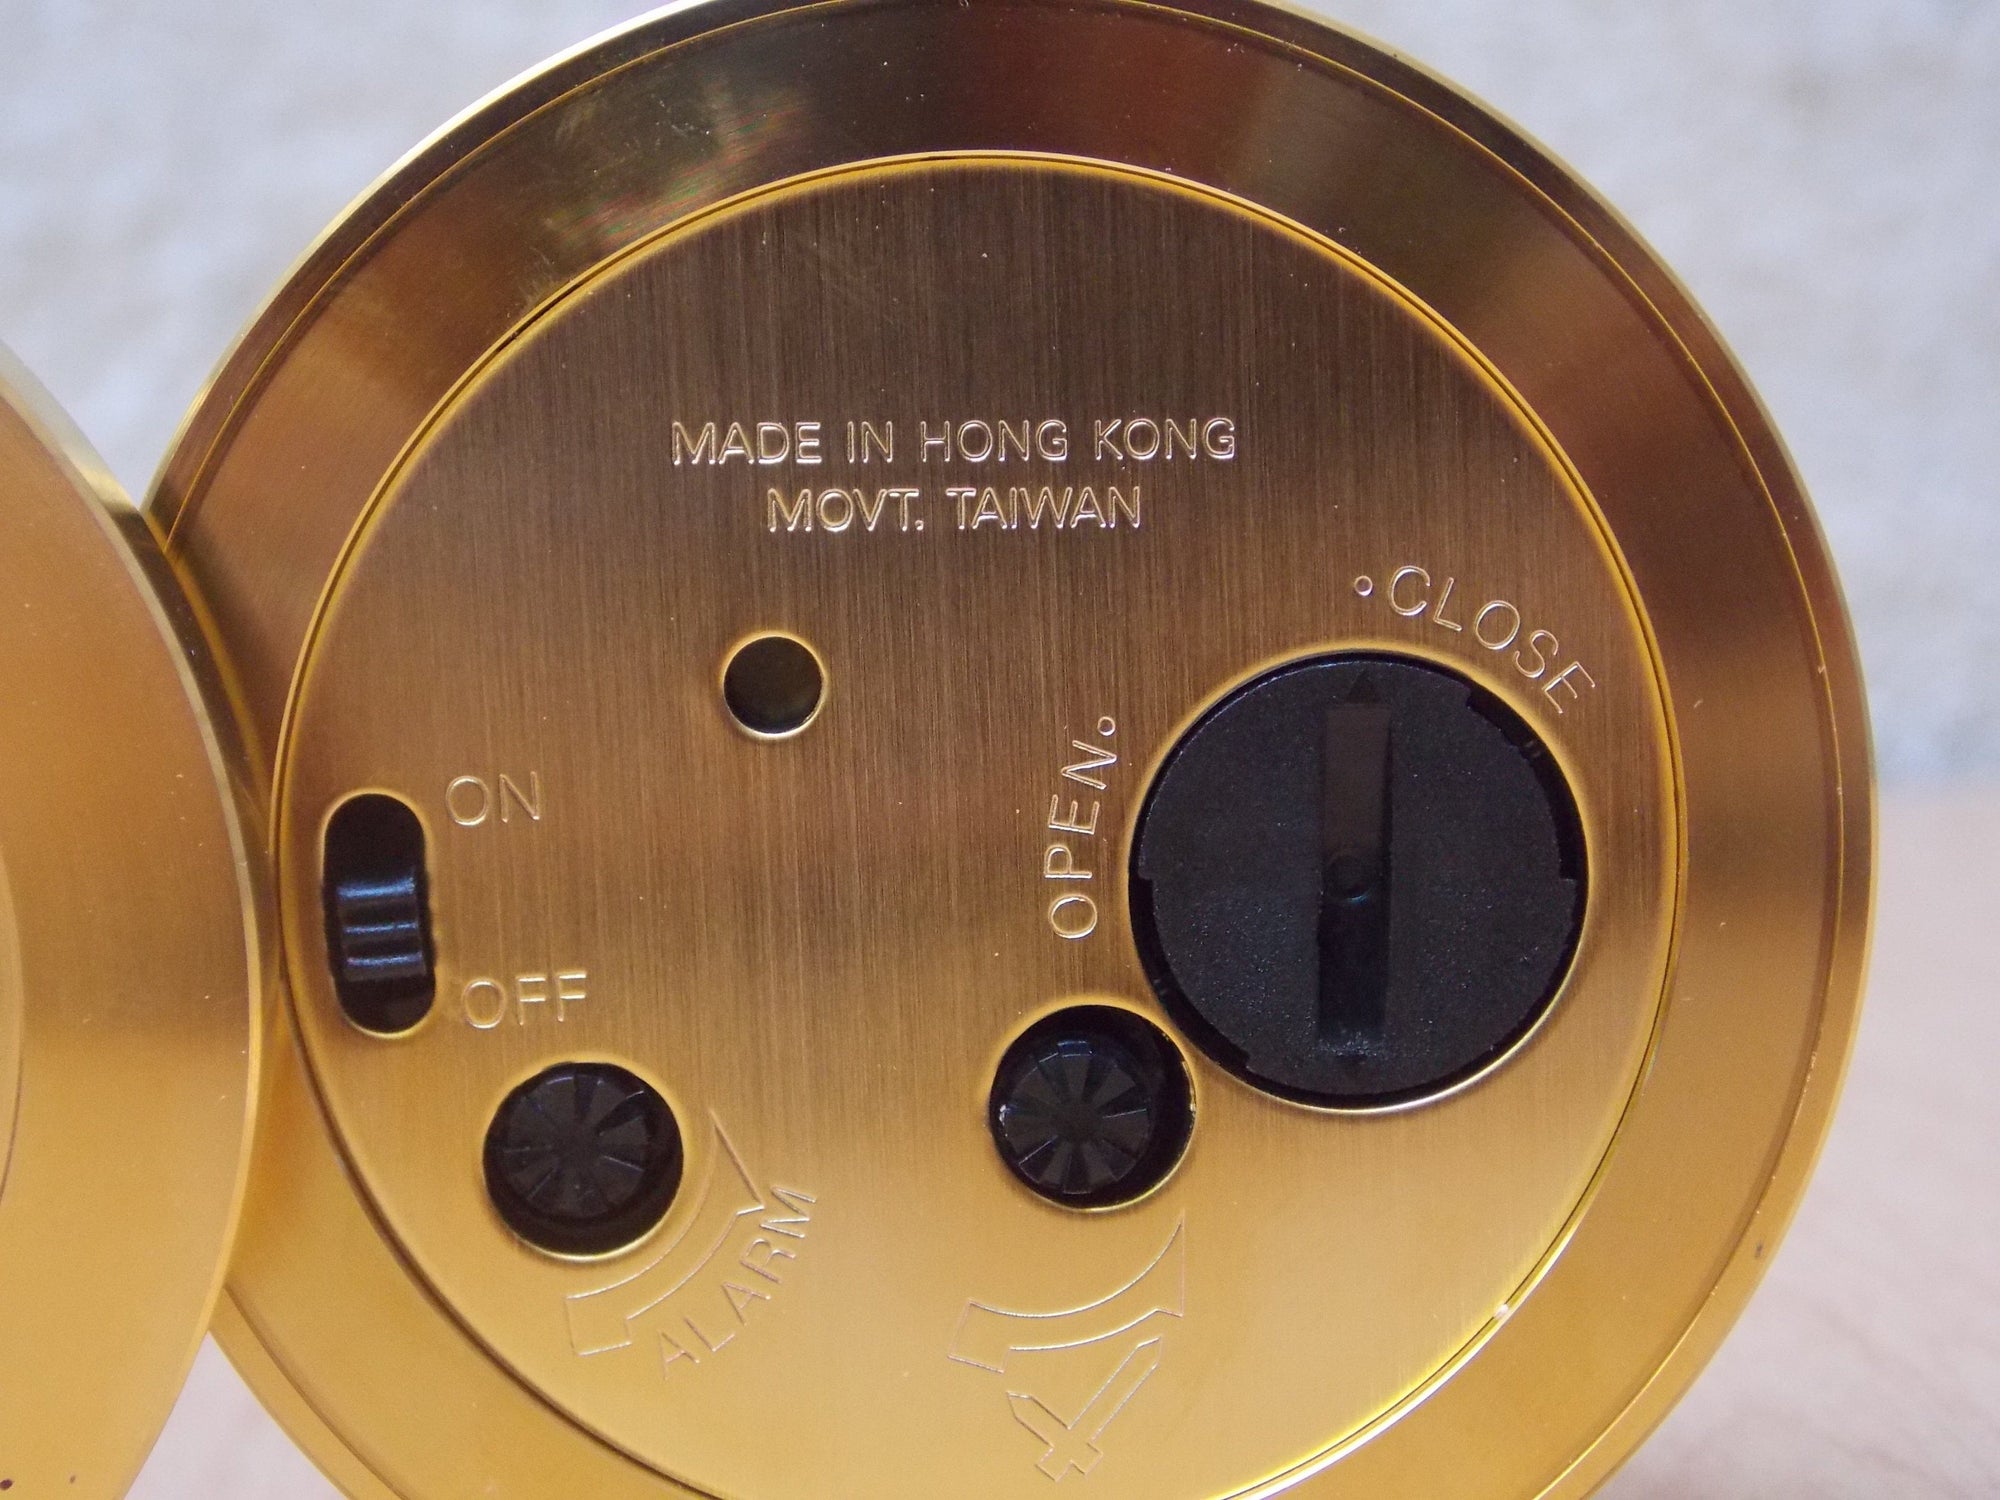 MADE IN HONG KONG
MOVT. TAIWAN
.CLOSE
OPEN.
ON
OFF
ALARM